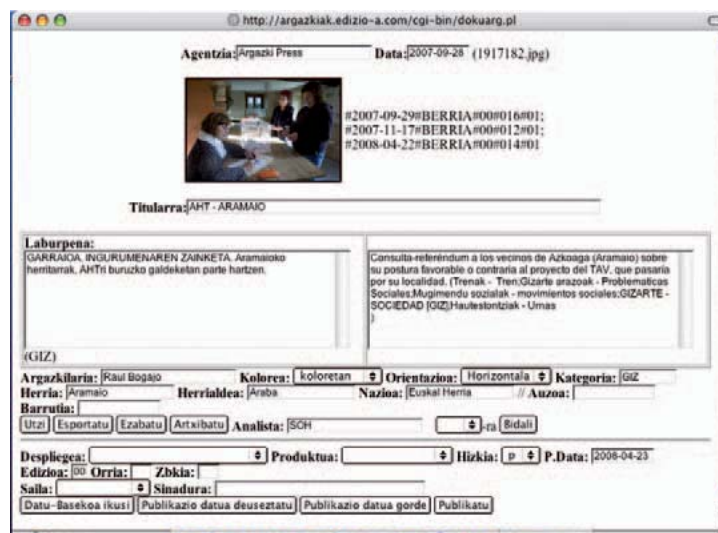 http://argazkiak.edizio-a.com/cgi-bin/dokuarg.pl
Agentzia: Argazki Press Data: 2007-09-28 (1917182.jpg)
#2007-09-29#BERRIA#00#016#01;
#2007-11-17#BERRIA#00#012#01;
#2008-04-22#BERRIA#00#014#01
Titularra: AHT - ARAMAIO
Laburpena:
GARRAIOA. INGURUMENAREN ZAINKETA. Aramaioko
herritarrak, AHTri buruzko galdeketan parte hartzen.
(GIZ)
Consulta-referéndum a los vecinos de Azkoaga (Aramaio) sobre
su postura favorable o contraria al proyecto del TAV, que pasaria
por su localidad. (Trenak - Tren;Gizarte arazoak - Problematicas
Sociales;Mugimendu sozialak - movimientos sociales;GIZARTE -
SOCIEDAD [GIZ];Hautestontziak - Urnas
)
Argazkilaria: Raul Bogajo Kolorea: koloretan Orientazioa: Horizontala Kategoria: GIZ
Herria: Aramaio Herrialdea: Araba Nazioa: Euskal Herria // Auzoa:
Barrutia:
Utzi Esportatu Ezabatu Artxibatu Analista: SOH -ra Bidali
Despliegea: Produktua: Hizkia: p P.Data: 2008-04-23
Edizioa: 00 Orria: Zbkia:
Saila: Sinadura:
Datu-Basekoa ikusi Publikazio datua deuseztatu Publikazio datua gorde Publikatu